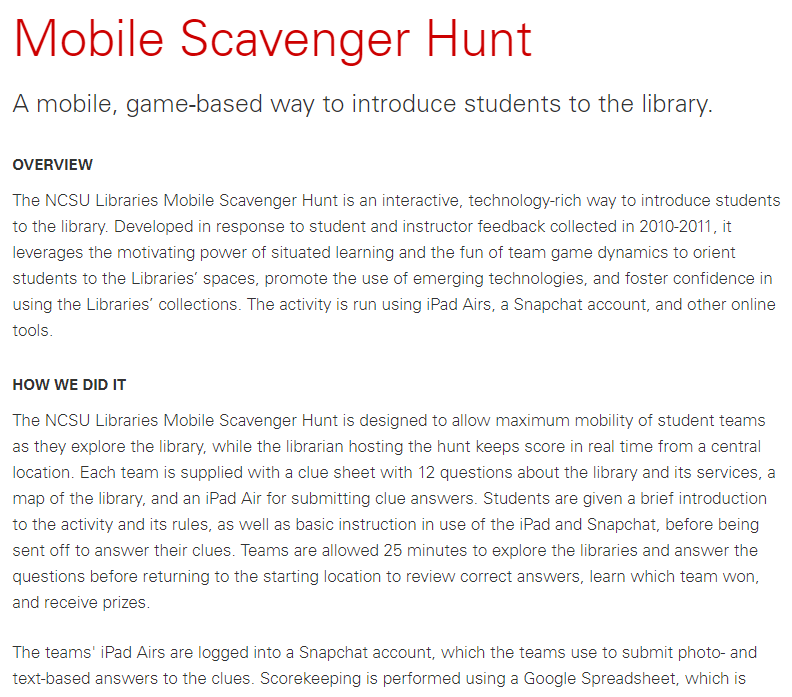 Mobile Scavenger Hunt
A mobile, game-based way to introduce students to the library.
OVERVIEW
The NCSU Libraries Mobile Scavenger Hunt is an interactive, technology-rich way to introduce students
to the library. Developed in response to student and instructor feedback collected in 2010-2011, it
leverages the motivating power of situated learning and the fun of team game dynamics to orient
students to the Libraries’ spaces, promote the use of emerging technologies, and foster confidence in
using the Libraries’ collections. The activity is run using iPad Airs, a Snapchat account, and other online
tools.
HOW WE DID IT
The NCSU Libraries Mobile Scavenger Hunt is designed to allow maximum mobility of student teams
as they explore the library, while the librarian hosting the hunt keeps score in real time from a central
location. Each team is supplied with a clue sheet with 12 questions about the library and its services, a
map of the library, and an iPad Air for submitting clue answers. Students are given a brief introduction
to the activity and its rules, as well as basic instruction in use of the iPad and Snapchat, before being
sent off to answer their clues. Teams are allowed 25 minutes to explore the libraries and answer the
questions before returning to the starting location to review correct answers, learn which team won,
and receive prizes.
The teams' iPad Airs are logged into a Snapchat account, which the teams use to submit photo- and
text-based answers to the clues. Scorekeeping is performed using a Google Spreadsheet, which is